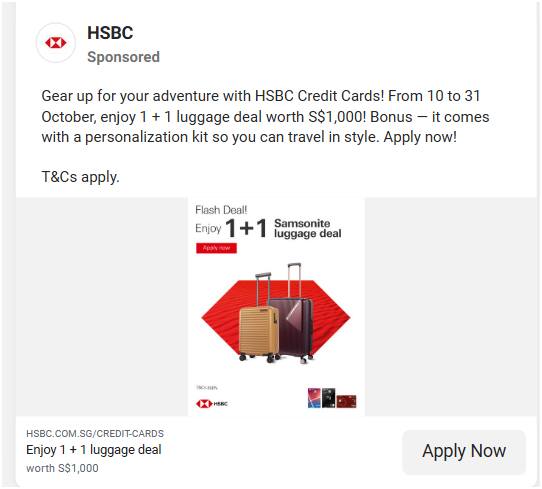 HSBC
Sponsored
Gear up for your adventure with HSBC Credit Cards! From 10 to 31
October, enjoy 1 + 1 luggage deal worth S$1,000! Bonus — it comes
with a personalization kit so you can travel in style. Apply now!
T&Cs apply.
Flash Deal!
Enjoy 1+1 Samsonite
luggage deal
Apply now
T&Cs apply.
HSBC
HSBC.COM.SG/CREDIT-CARDS
Enjoy 1 + 1 luggage deal
worth S$1,000
Apply Now